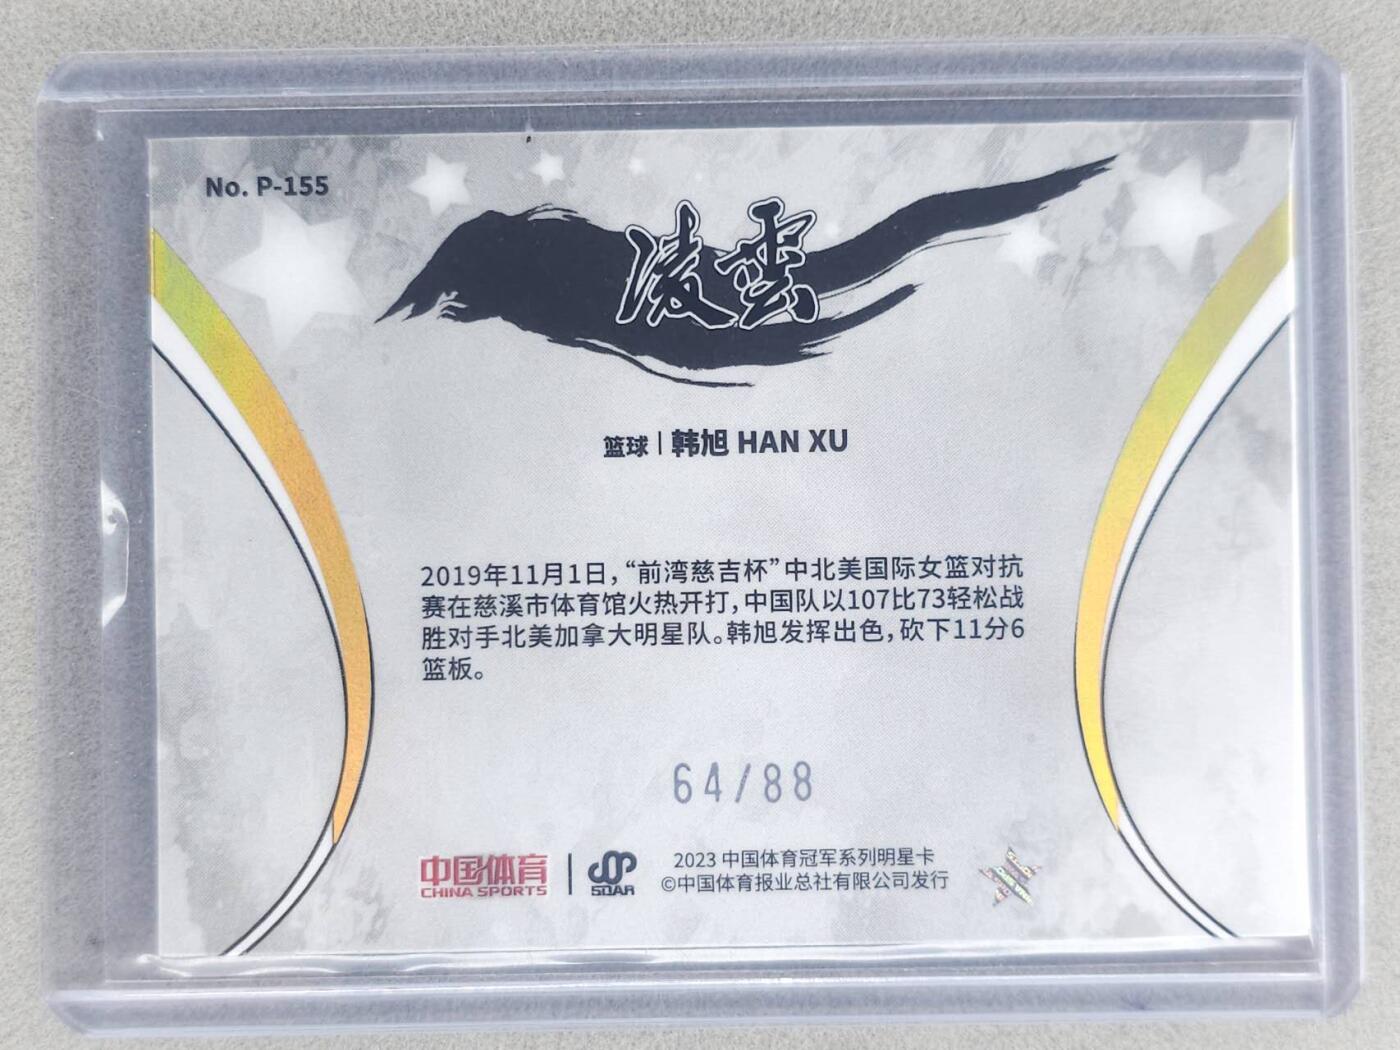 No. P-155
凌雲
篮球 | 韩旭 HAN XU
2019年11月1日，“前湾慈吉杯”中北美国际女篮对抗
赛在慈溪市体育馆火热开打，中国队以107比73轻松战
胜对手北美加拿大明星队。韩旭发挥出色，砍下11分6
篮板。
64/88
中国体育
CHINA SPORTS
SOAR
2023 中国体育冠军系列明星卡
©中国体育报业总社有限公司发行